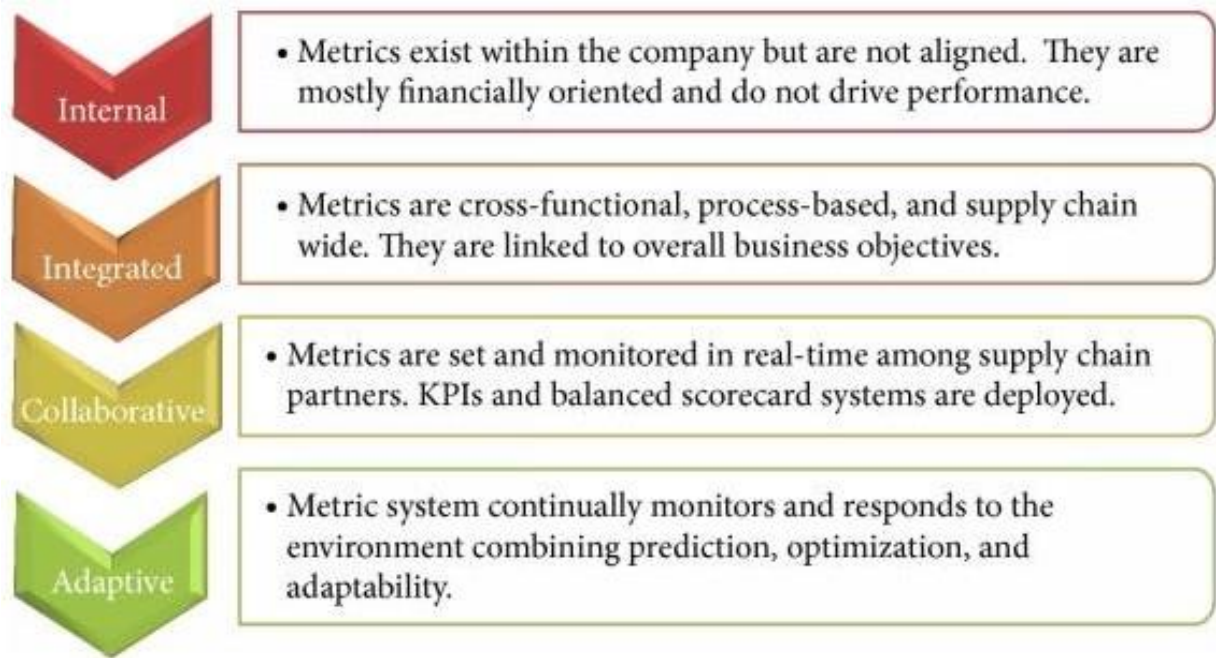 Internal
• Metrics exist within the company but are not aligned. They are
mostly financially oriented and do not drive performance.
Integrated
• Metrics are cross-functional, process-based, and supply chain
wide. They are linked to overall business objectives.
Collaborative
• Metrics are set and monitored in real-time among supply chain
partners. KPIs and balanced scorecard systems are deployed.
Adaptive
• Metric system continually monitors and responds to the
environment combining prediction, optimization, and
adaptability.